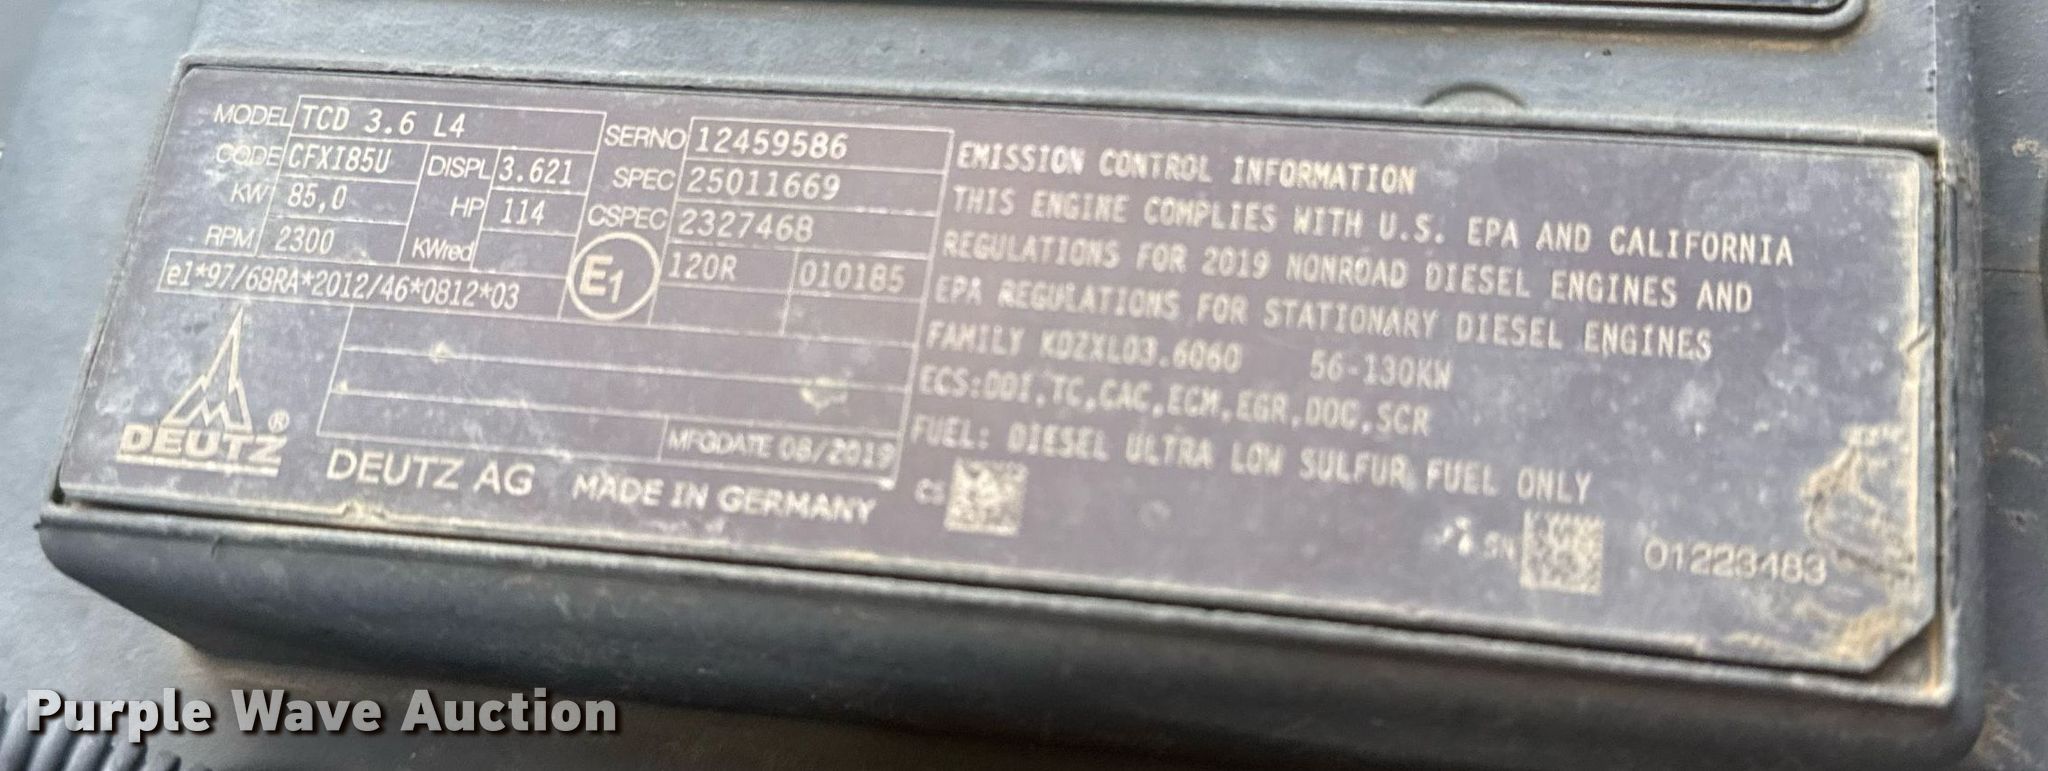 MODEL TCD 3.6 L4
CODE CFXI85U DISPL 3.621
KW 85,0 HP 114
RPM 2300 KWred
e1*97/68RA*2012/46*0812*03
SERNO 12459586
SPEC 25011669
CSPEC 2327468
E1 120R 010185
MFGDATE 08/2019
DEUTZ®
DEUTZ AG MADE IN GERMANY
EMISSION CONTROL INFORMATION
THIS ENGINE COMPLIES WITH U.S. EPA AND CALIFORNIA
REGULATIONS FOR 2019 NONROAD DIESEL ENGINES AND
EPA REGULATIONS FOR STATIONARY DIESEL ENGINES
FAMILY KDZXL03.6060 56-130KW
ECS:DDI,TC,CAC,ECM,EGR,DOC,SCR
FUEL: DIESEL ULTRA LOW SULFUR FUEL ONLY
CS
SN 01223483
Purple Wave Auction